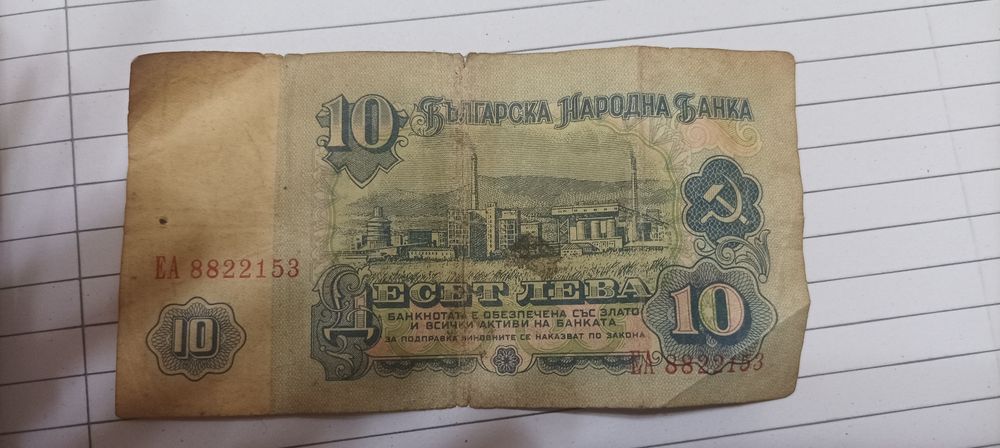 10 БЪЛГАРСКА НАРОДНА БАНКА
ЕА 8822153
ДЕСЕТ ЛЕВА
10
10
БАНКНОТАТА Е ОБЕЗПЕЧЕНА СЪС ЗЛАТО
И ВСИЧКИ АКТИВИ НА БАНКАТА
ЗА ПОДПРАВКА ВИНОВНИТЕ СЕ НАКАЗВАТ ПО ЗАКОНА
ЕА 8822153